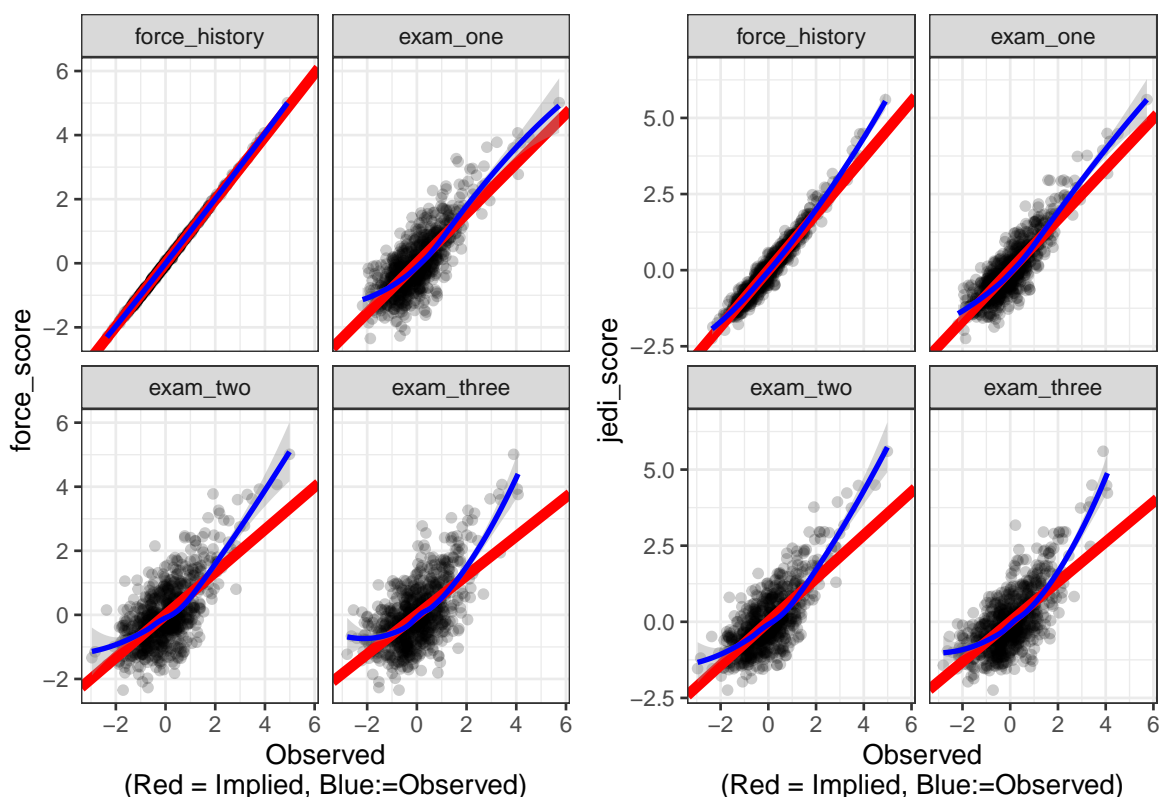 force_history
exam_one
6
4
2
0
−2
exam_two
exam_three
6
4
2
0
−2
−2
0
2
4
6
−2
0
2
4
6
force_score
Observed
(Red = Implied, Blue:=Observed)
force_history
exam_one
5.0
2.5
0.0
−2.5
exam_two
exam_three
5.0
2.5
0.0
−2.5
−2
0
2
4
6
−2
0
2
4
6
jedi_score
Observed
(Red = Implied, Blue:=Observed)